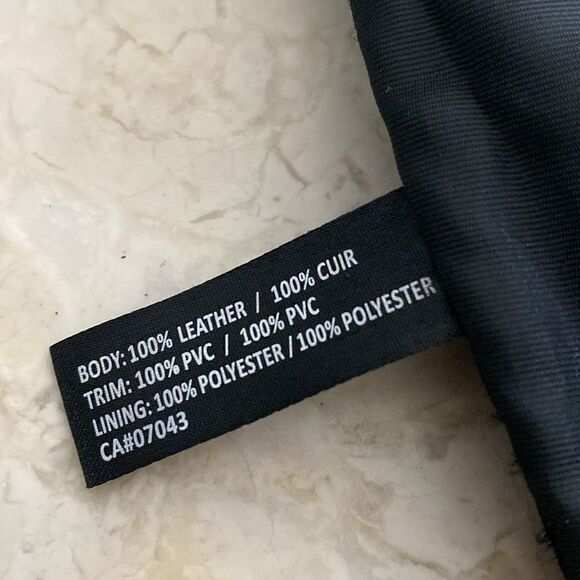 BODY: 100% LEATHER / 100% CUIR
TRIM: 100% PVC / 100% PVC
LINING: 100% POLYESTER / 100% POLYESTER
CA#07043